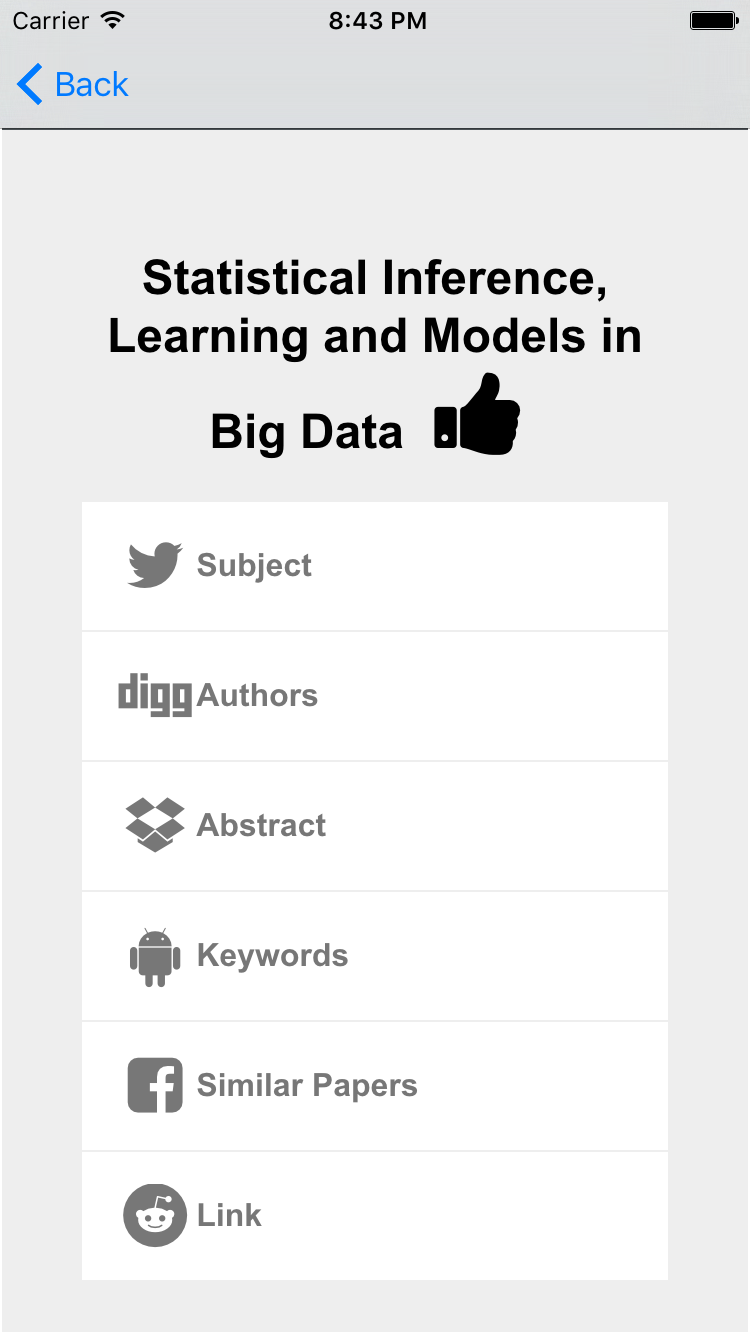 Carrier 8:43 PM
Back
Statistical Inference,
Learning and Models in
Big Data
Subject
digg Authors
Abstract
Keywords
Similar Papers
Link